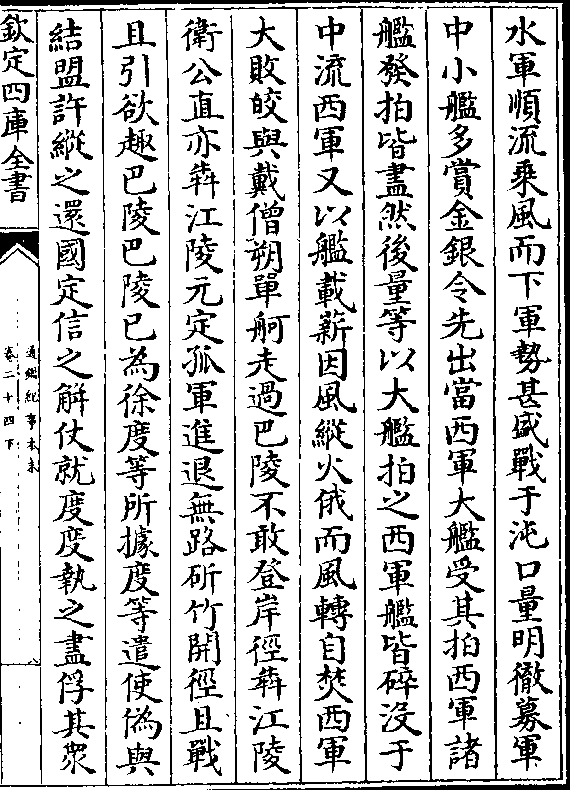 水軍順流乗風而下軍勢甚盛戰于沌口量明徹募軍
中小艦多賞金銀令先出當西軍大艦受其拍西軍諸
艦發拍皆盡然後量等以大艦拍之西軍艦皆碎没于
中流西軍又以艦載薪因風縱火俄而風轉自焚西軍
大敗皎與戴僧朔單舸走過巴陵不敢登岸徑犇江陵
衛公直亦犇江陵元定孤軍進退無路斫竹開徑且戰
且引欲趣巴陵巴陵已為徐度等所據度等遣使偽與
結盟許縱之還國定信之解仗就度度執之盡俘其衆
欽定四庫全書
通鑑紀事本末
卷二十四下